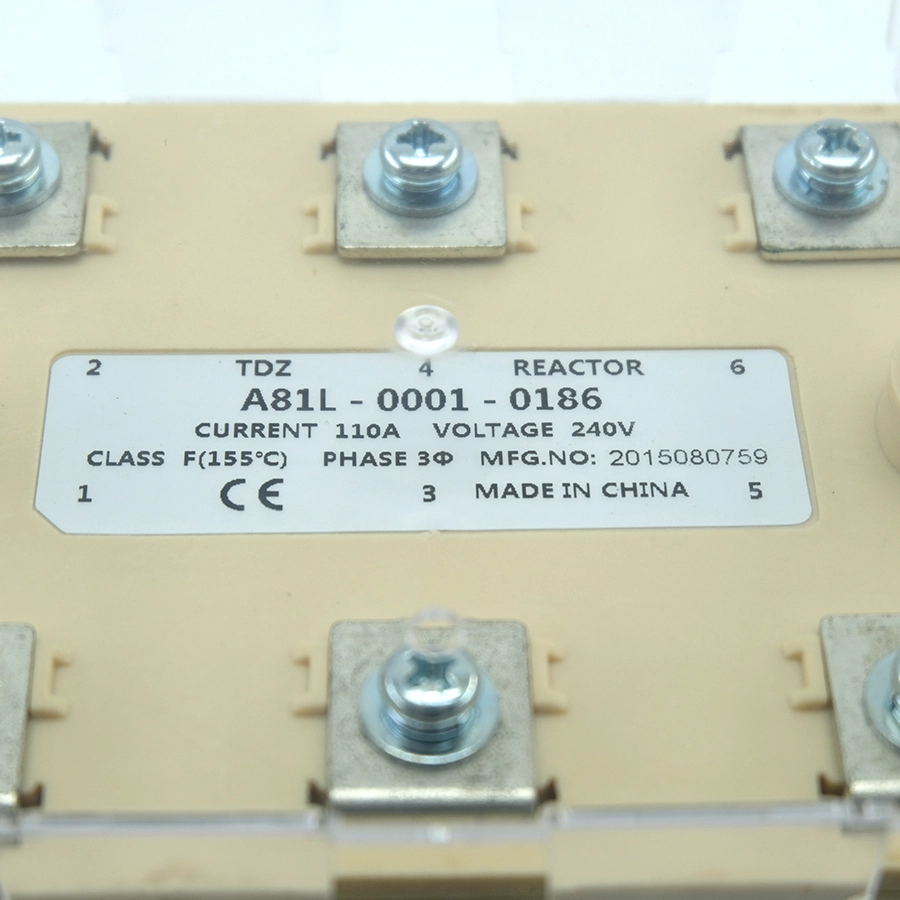 2 TDZ 4 REACTOR 6
A81L - 0001 - 0186
CURRENT 110A VOLTAGE 240V
CLASS F(155°C) PHASE 3Φ MFG.NO: 2015080759
1 CE 3 MADE IN CHINA 5